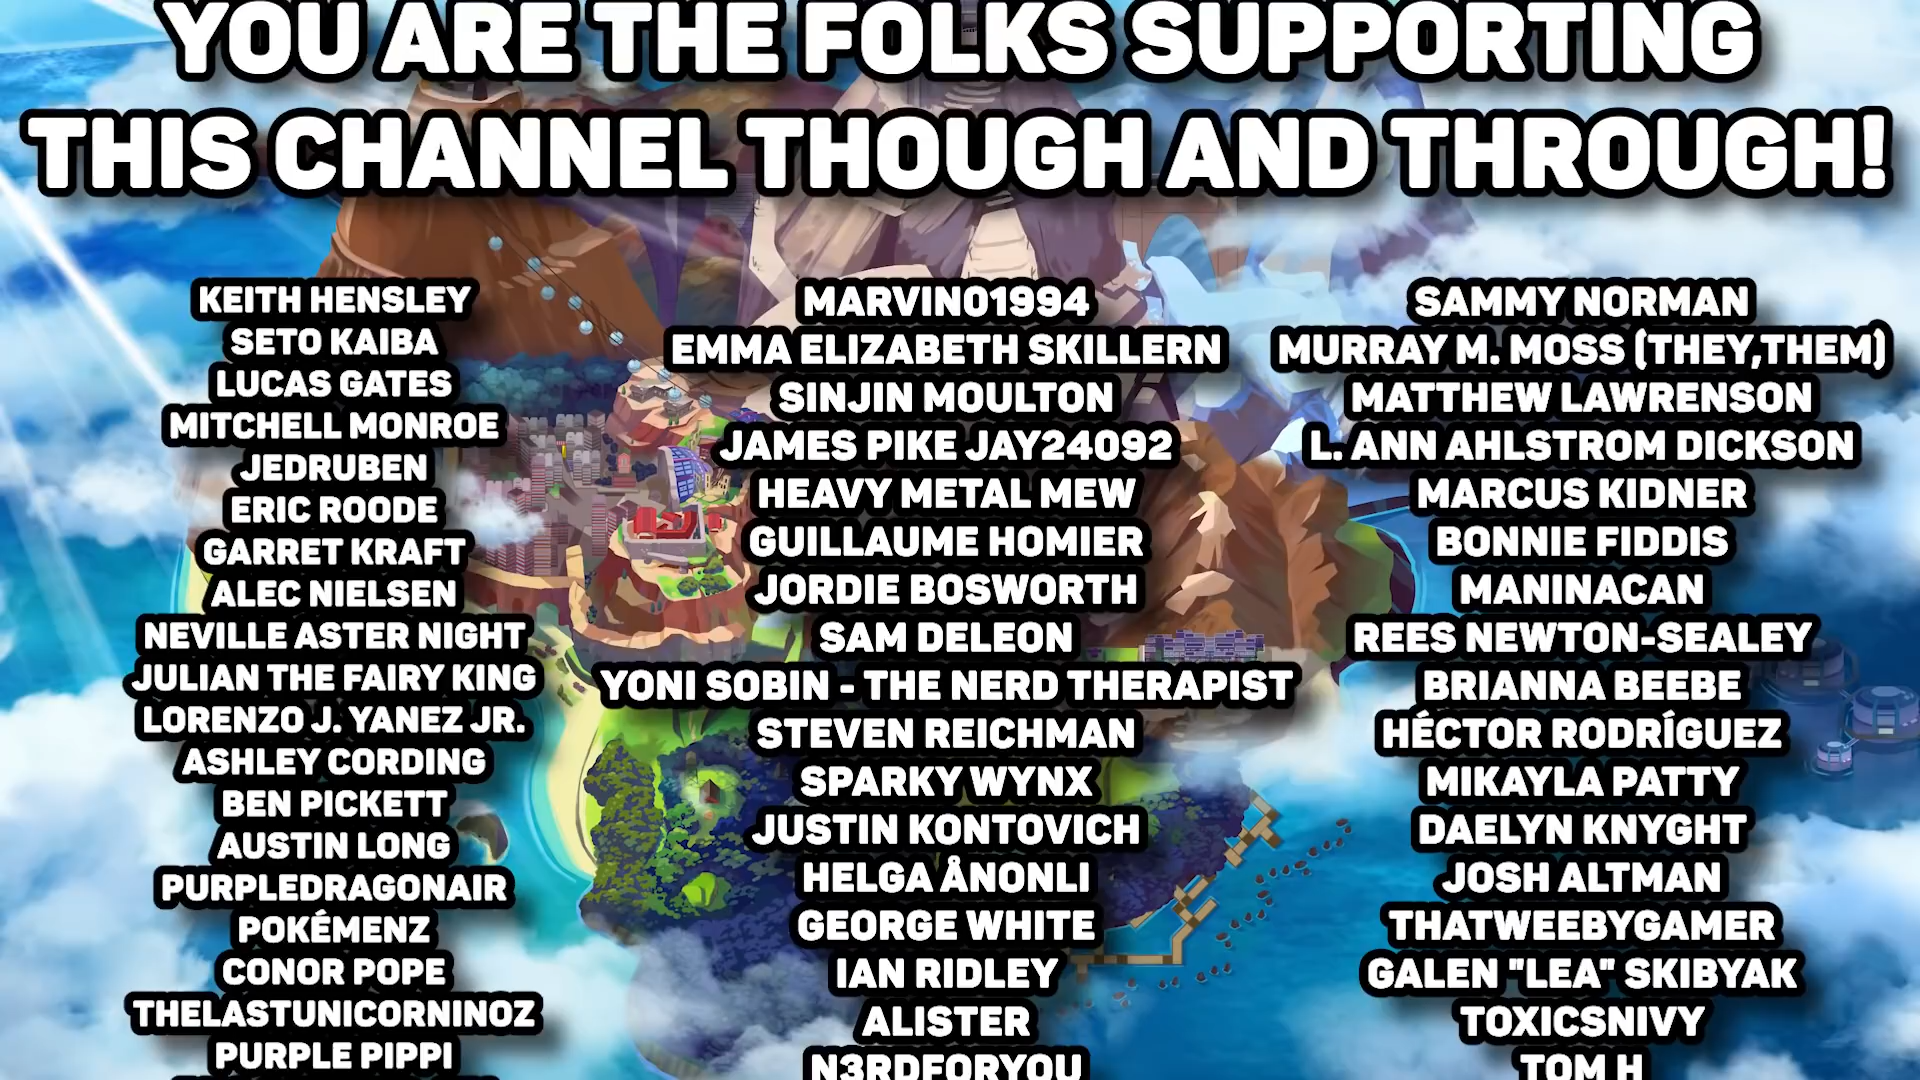 YOU ARE THE FOLKS SUPPORTING
THIS CHANNEL THOUGH AND THROUGH!
KEITH HENSLEY
SETO KAIBA
LUCAS GATES
MITCHELL MONROE
JEDRUBEN
ERIC ROODE
GARRET KRAFT
ALEC NIELSEN
NEVILLE ASTER NIGHT
JULIAN THE FAIRY KING
LORENZO J. YANEZ JR.
ASHLEY CORDING
BEN PICKETT
AUSTIN LONG
PURPLEDRAGONAIR
POKÉMENZ
CONOR POPE
THELASTUNICORNINOZ
PURPLE PIPPI
MARVIN01994
EMMA ELIZABETH SKILLERN
SINJIN MOULTON
JAMES PIKE JAY24092
HEAVY METAL MEW
GUILLAUME HOMIER
JORDIE BOSWORTH
SAM DELEON
YONI SOBIN - THE NERD THERAPIST
STEVEN REICHMAN
SPARKY WYNX
JUSTIN KONTOVICH
HELGA ÅNONLI
GEORGE WHITE
IAN RIDLEY
ALISTER
N3RDFORYOU
SAMMY NORMAN
MURRAY M. MOSS (THEY,THEM)
MATTHEW LAWRENSON
L. ANN AHLSTROM DICKSON
MARCUS KIDNER
BONNIE FIDDIS
MANINACAN
REES NEWTON-SEALEY
BRIANNA BEEBE
HÉCTOR RODRÍGUEZ
MIKAYLA PATTY
DAELYN KNYGHT
JOSH ALTMAN
THATWEEBYGAMER
GALEN "LEA" SKIBYAK
TOXICSNIVY
TOM H